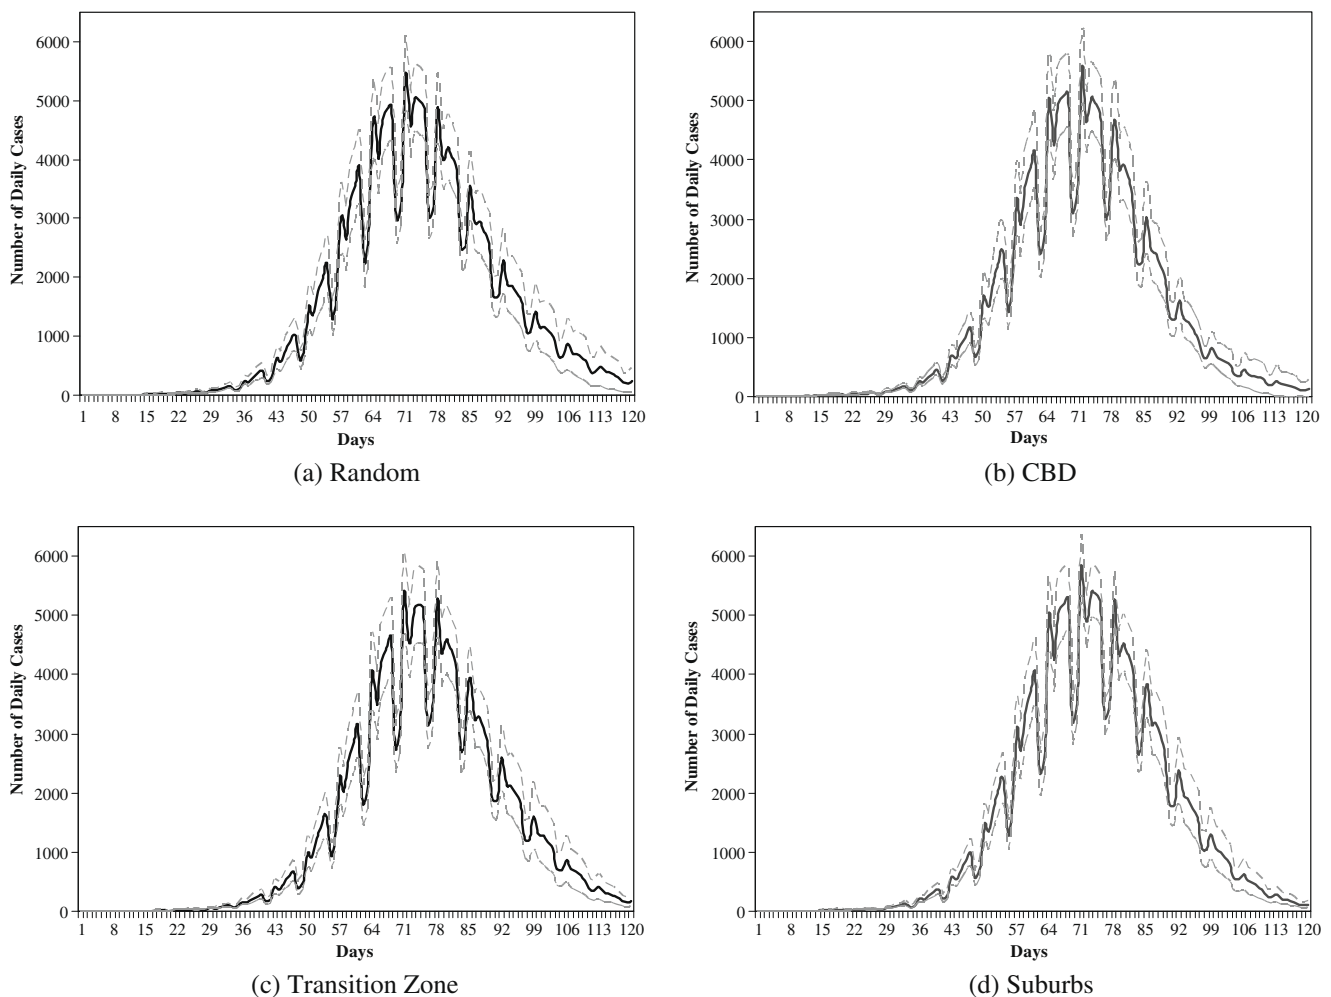 6000
5000
4000
3000
2000
1000
0
Number of Daily Cases
1 8 15 22 29 36 43 50 57 64 71 78 85 92 99 106 113 120
Days
(a) Random
6000
5000
4000
3000
2000
1000
0
Number of Daily Cases
1 8 15 22 29 36 43 50 57 64 71 78 85 92 99 106 113 120
Days
(b) CBD
6000
5000
4000
3000
2000
1000
0
Number of Daily Cases
1 8 15 22 29 36 43 50 57 64 71 78 85 92 99 106 113 120
Days
(c) Transition Zone
6000
5000
4000
3000
2000
1000
0
Number of Daily Cases
1 8 15 22 29 36 43 50 57 64 71 78 85 92 99 106 113 120
Days
(d) Suburbs